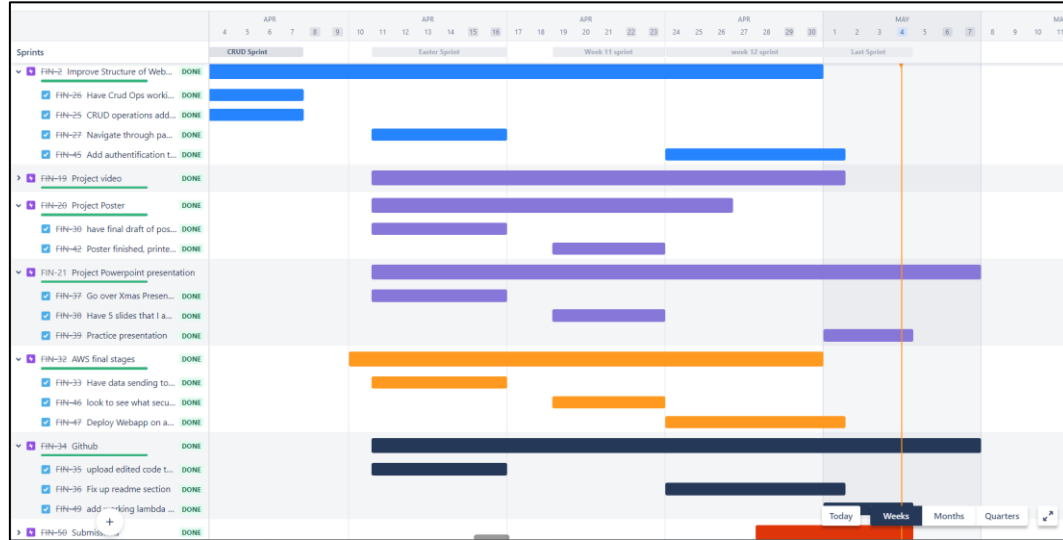 APR APR APR APR MAY MA
4 5 6 7 8 9 10 11 12 13 14 15 16 17 18 19 20 21 22 23 24 25 26 27 28 29 30 1 2 3 4 5 6 7 8 9 10 11
Sprints CRUD Sprint Easter Sprint Week 11 sprint week 12 sprint Last Sprint
FIN-2 Improve Structure of Web... DONE
FIN-26 Have Crud Ops worki... DONE
FIN-25 CRUD operations add... DONE
FIN-27 Navigate through pa... DONE
FIN-45 Add authentification t... DONE
FIN-19 Project video DONE
FIN-20 Project Poster DONE
FIN-30 have final draft of pos... DONE
FIN-42 Poster finished, printe... DONE
FIN-21 Project Powerpoint presentation
FIN-37 Go over Xmas Presen... DONE
FIN-38 Have 5 slides that I a... DONE
FIN-39 Practice presentation DONE
FIN-32 AWS final stages DONE
FIN-33 Have data sending to... DONE
FIN-46 look to see what secu... DONE
FIN-47 Deploy Webapp on a... DONE
FIN-34 Github DONE
FIN-35 upload edited code t... DONE
FIN-36 Fix up readme section DONE
FIN-49 add working lambda ... DONE
Today Weeks Months Quarters
FIN-50 DONE